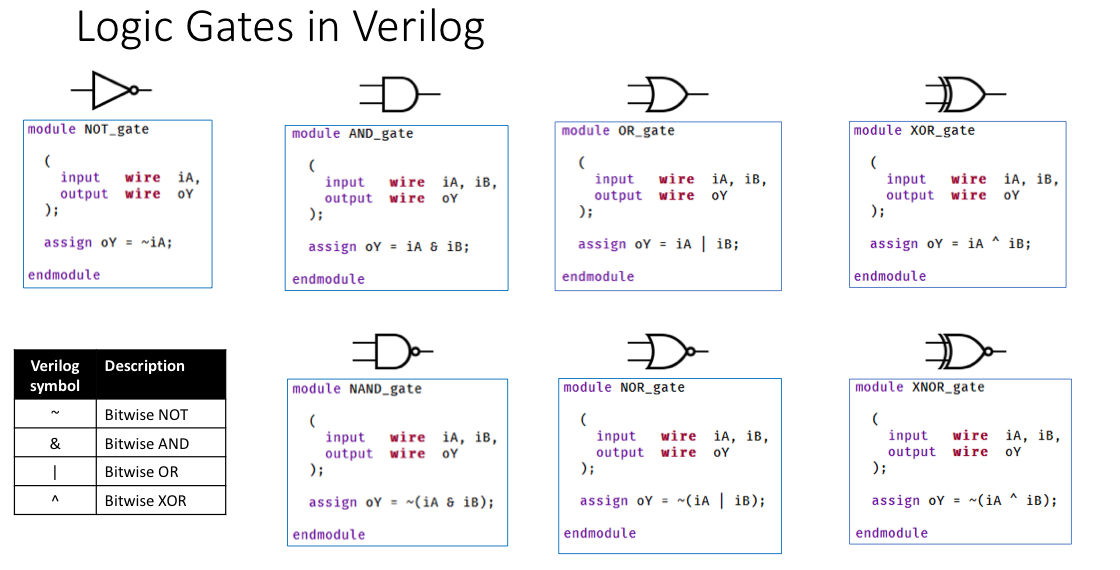 Logic Gates in Verilog
module NOT_gate
(
input wire iA,
output wire oY
);
assign oY = ~iA;
endmodule
module AND_gate
(
input wire iA, iB,
output wire oY
);
assign oY = iA & iB;
endmodule
module OR_gate
(
input wire iA, iB,
output wire oY
);
assign oY = iA | iB;
endmodule
module XOR_gate
(
input wire iA, iB,
output wire oY
);
assign oY = iA ^ iB;
endmodule
Verilog symbol Description
~ Bitwise NOT
& Bitwise AND
| Bitwise OR
^ Bitwise XOR
module NAND_gate
(
input wire iA, iB,
output wire oY
);
assign oY = ~(iA & iB);
endmodule
module NOR_gate
(
input wire iA, iB,
output wire oY
);
assign oY = ~(iA | iB);
endmodule
module XNOR_gate
(
input wire iA, iB,
output wire oY
);
assign oY = ~(iA ^ iB);
endmodule